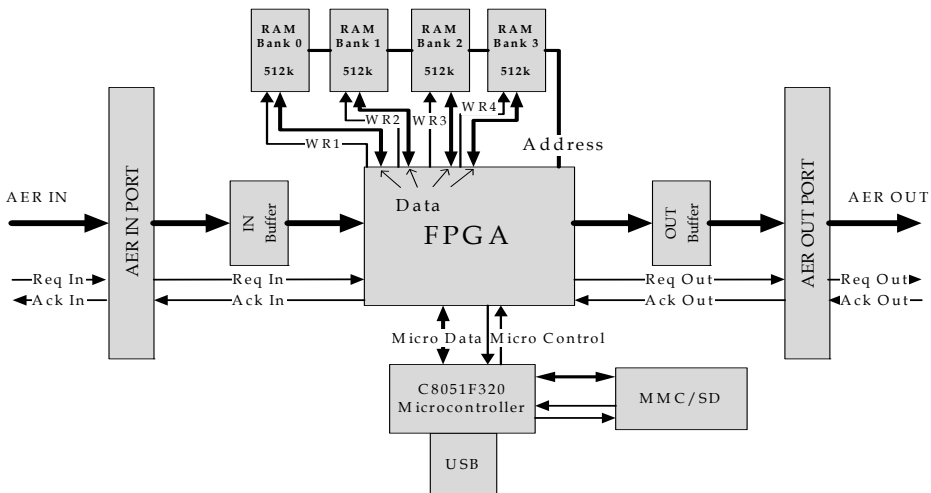 RAM
Bank 0
512k
RAM
Bank 1
512k
RAM
Bank 2
512k
RAM
Bank 3
512k
WR1
WR2
WR3
WR4
Address
AER IN
AER IN PORT
IN
Buffer
Data
FPGA
OUT
Buffer
AER OUT PORT
AER OUT
Req In
Req In
Req Out
Req Out
Ack In
Ack In
Ack Out
Ack Out
Micro Data
Micro Control
C8051F320
Microcontroller
MMC/SD
USB